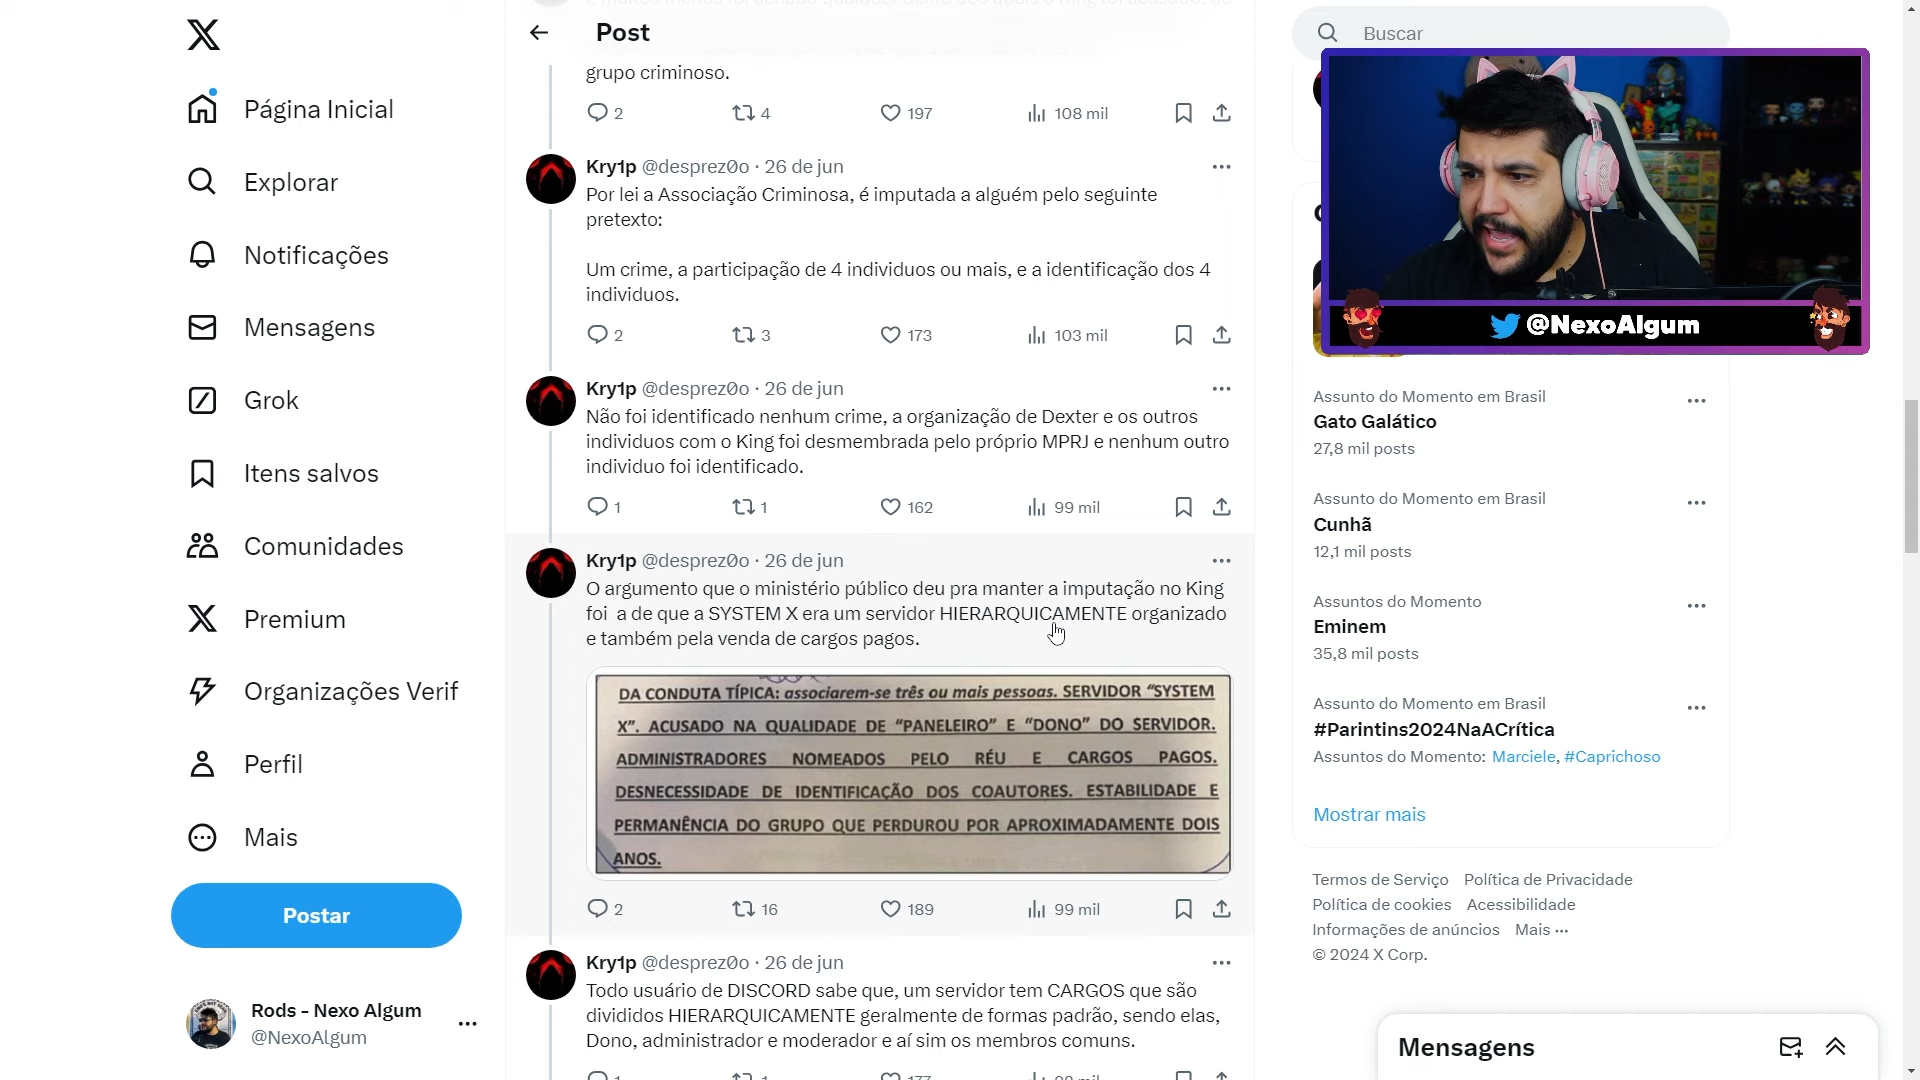 Post
Buscar
grupo criminoso.
2
4
197
108 mil
Página Inicial
Explorar
Notificações
Mensagens
Grok
Itens salvos
Comunidades
Premium
Organizações Verif
Perfil
Mais
Postar
Rods - Nexo Algum
@NexoAlgum
Kry1p @desprez0o · 26 de jun
Por lei a Associação Criminosa, é imputada a alguém pelo seguinte
pretexto:
Um crime, a participação de 4 individuos ou mais, e a identificação dos 4
individuos.
2
3
173
103 mil
Kry1p @desprez0o · 26 de jun
Não foi identificado nenhum crime, a organização de Dexter e os outros
individuos com o King foi desmembrada pelo próprio MPRJ e nenhum outro
individuo foi identificado.
1
1
162
99 mil
Kry1p @desprez0o · 26 de jun
O argumento que o ministério público deu pra manter a imputação no King
foi a de que a SYSTEM X era um servidor HIERARQUICAMENTE organizado
e também pela venda de cargos pagos.
DA CONDUTA TÍPICA: associarem-se três ou mais pessoas. SERVIDOR "SYSTEM
X". ACUSADO NA QUALIDADE DE "PANELEIRO" E "DONO" DO SERVIDOR.
ADMINISTRADORES NOMEADOS PELO RÉU E CARGOS PAGOS.
DESNECESSIDADE DE IDENTIFICAÇÃO DOS COAUTORES. ESTABILIDADE E
PERMANÊNCIA DO GRUPO QUE PERDUROU POR APROXIMADAMENTE DOIS
ANOS.
2
16
189
99 mil
Kry1p @desprez0o · 26 de jun
Todo usuário de DISCORD sabe que, um servidor tem CARGOS que são
divididos HIERARQUICAMENTE geralmente de formas padrão, sendo elas,
Dono, administrador e moderador e aí sim os membros comuns.
@NexoAlgum
Assunto do Momento em Brasil
Gato Galático
27,8 mil posts
Assunto do Momento em Brasil
Cunhã
12,1 mil posts
Assuntos do Momento
Eminem
35,8 mil posts
Assunto do Momento em Brasil
#Parintins2024NaACrítica
Assuntos do Momento: Marciele, #Caprichoso
Mostrar mais
Termos de Serviço Política de Privacidade
Política de cookies Acessibilidade
Informações de anúncios Mais ···
© 2024 X Corp.
Mensagens